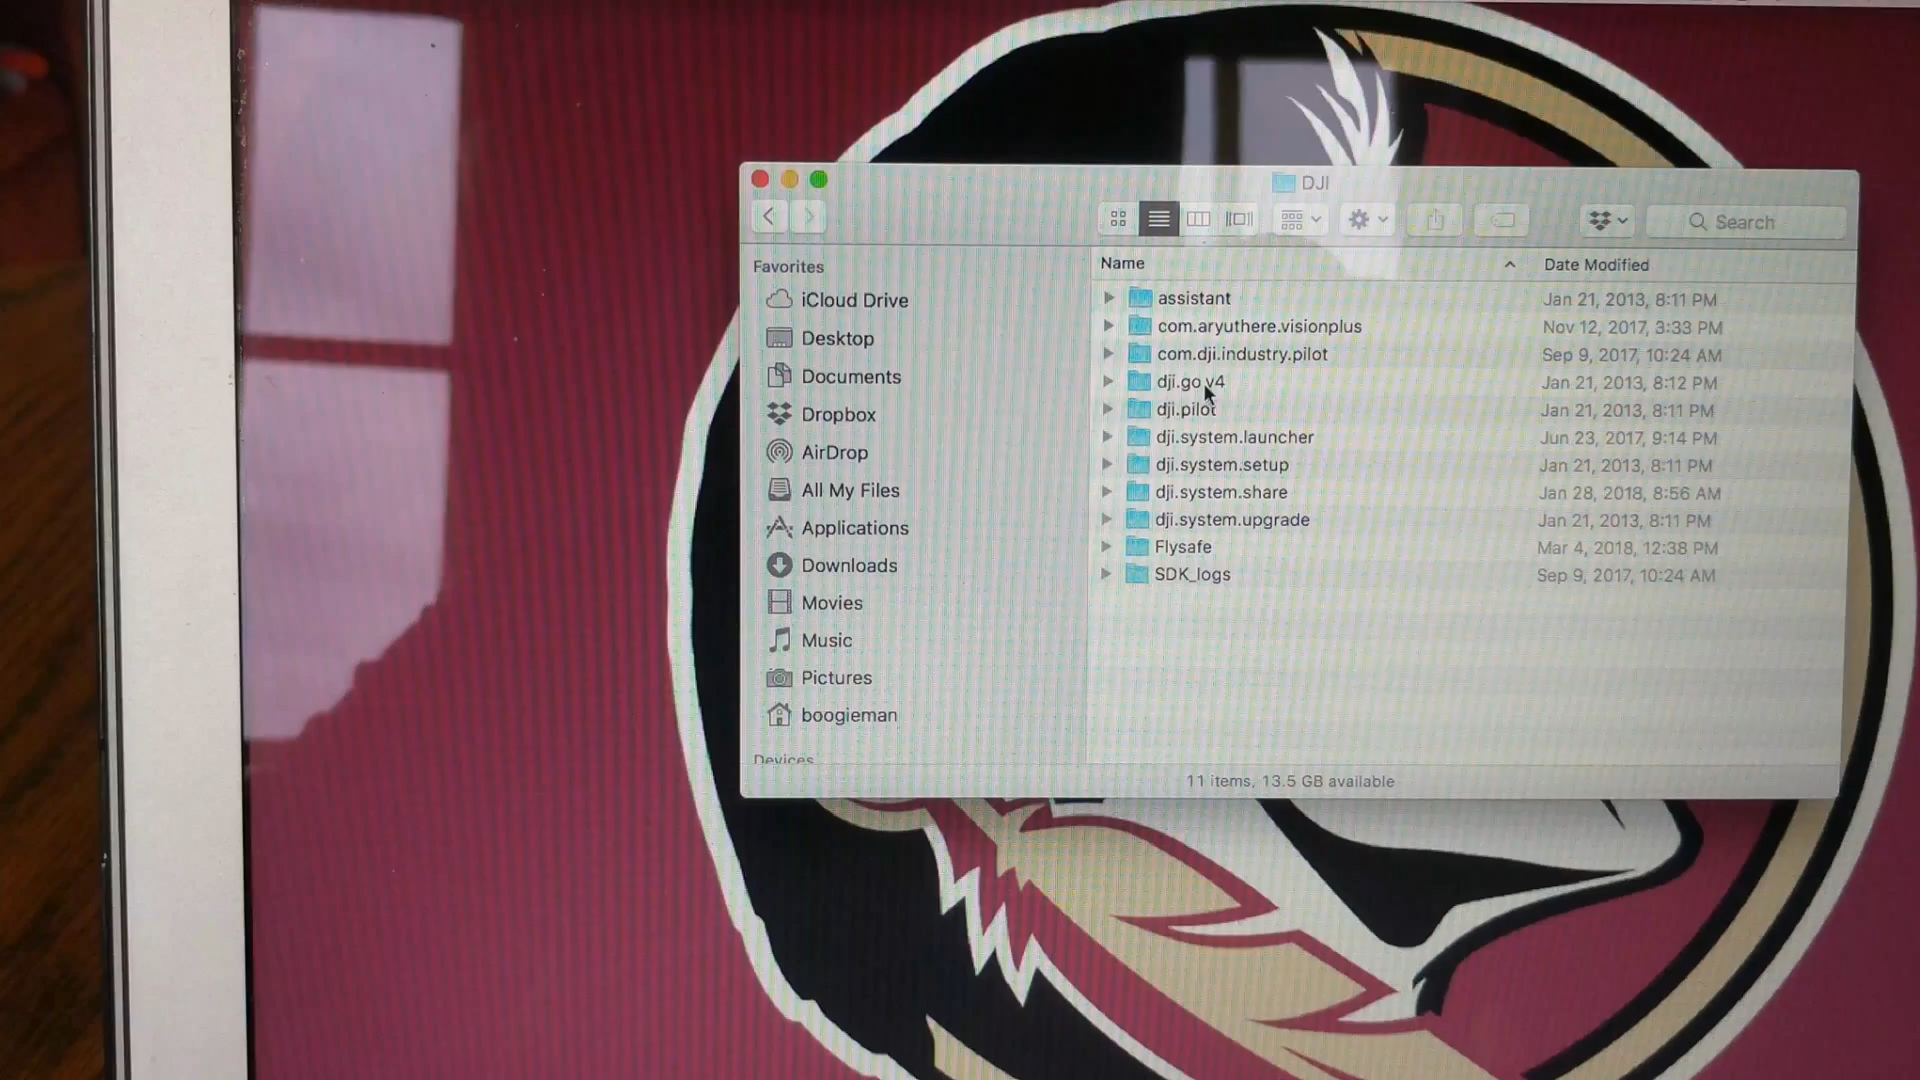 DJI
Search
Favorites
iCloud Drive
Desktop
Documents
Dropbox
AirDrop
All My Files
Applications
Downloads
Movies
Music
Pictures
boogieman
Devices
Name Date Modified
assistant Jan 21, 2013, 8:11 PM
com.aryuthere.visionplus Nov 12, 2017, 3:33 PM
com.dji.industry.pilot Sep 9, 2017, 10:24 AM
dji.go.v4 Jan 21, 2013, 8:12 PM
dji.pilot Jan 21, 2013, 8:11 PM
dji.system.launcher Jun 23, 2017, 9:14 PM
dji.system.setup Jan 21, 2013, 8:11 PM
dji.system.share Jan 28, 2018, 8:56 AM
dji.system.upgrade Jan 21, 2013, 8:11 PM
Flysafe Mar 4, 2018, 12:38 PM
SDK_logs Sep 9, 2017, 10:24 AM
11 items, 13.5 GB available